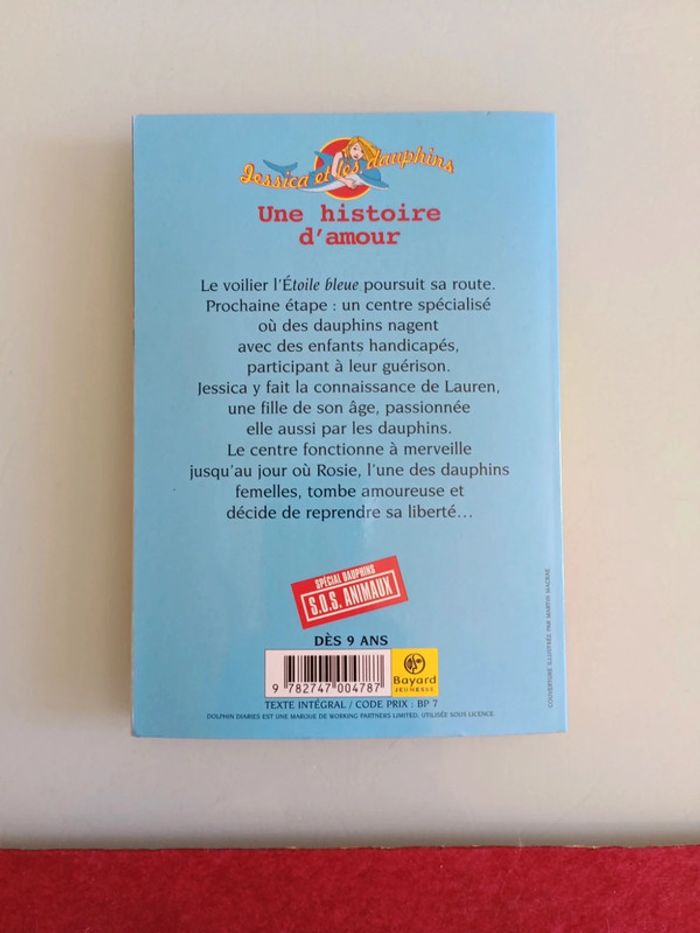 Jessica et les dauphins
Une histoire
d'amour
Le voilier l'Étoile bleue poursuit sa route.
Prochaine étape : un centre spécialisé
où des dauphins nagent
avec des enfants handicapés,
participant à leur guérison.
Jessica y fait la connaissance de Lauren,
une fille de son âge, passionnée
elle aussi par les dauphins.
Le centre fonctionne à merveille
jusqu'au jour où Rosie, l'une des dauphins
femelles, tombe amoureuse et
décide de reprendre sa liberté...
SPÉCIAL DAUPHINS
S.O.S. ANIMAUX
DÈS 9 ANS
9 782747 004787
Bayard
JEUNESSE
TEXTE INTÉGRAL / CODE PRIX : BP 7
DOLPHIN DIARIES EST UNE MARQUE DE WORKING PARTNERS LIMITED. UTILISÉE SOUS LICENCE.
COUVERTURE ILLUSTRÉE PAR MARTIN MACRAE